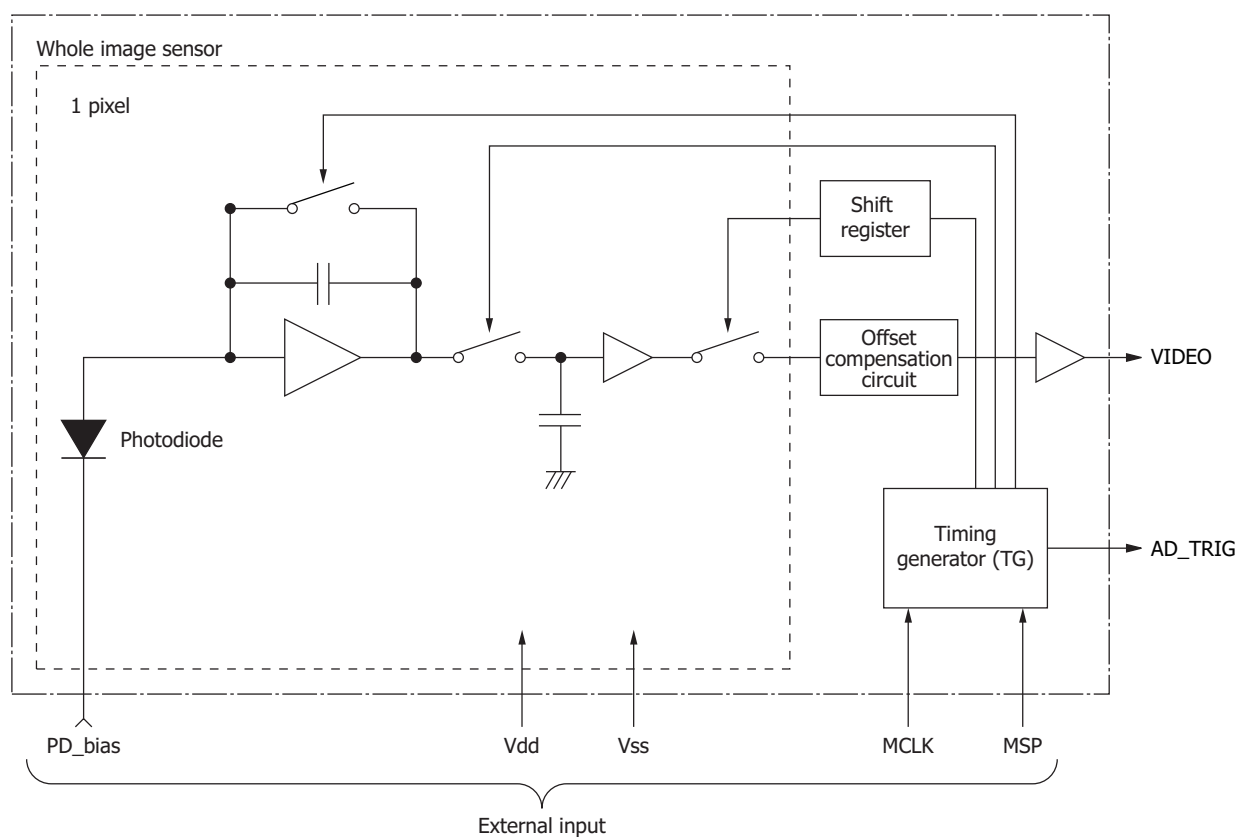 Whole image sensor
1 pixel
Shift
register
Offset
compensation
circuit
VIDEO
Photodiode
Timing
generator (TG)
AD_TRIG
PD_bias
Vdd
Vss
MCLK
MSP
External input